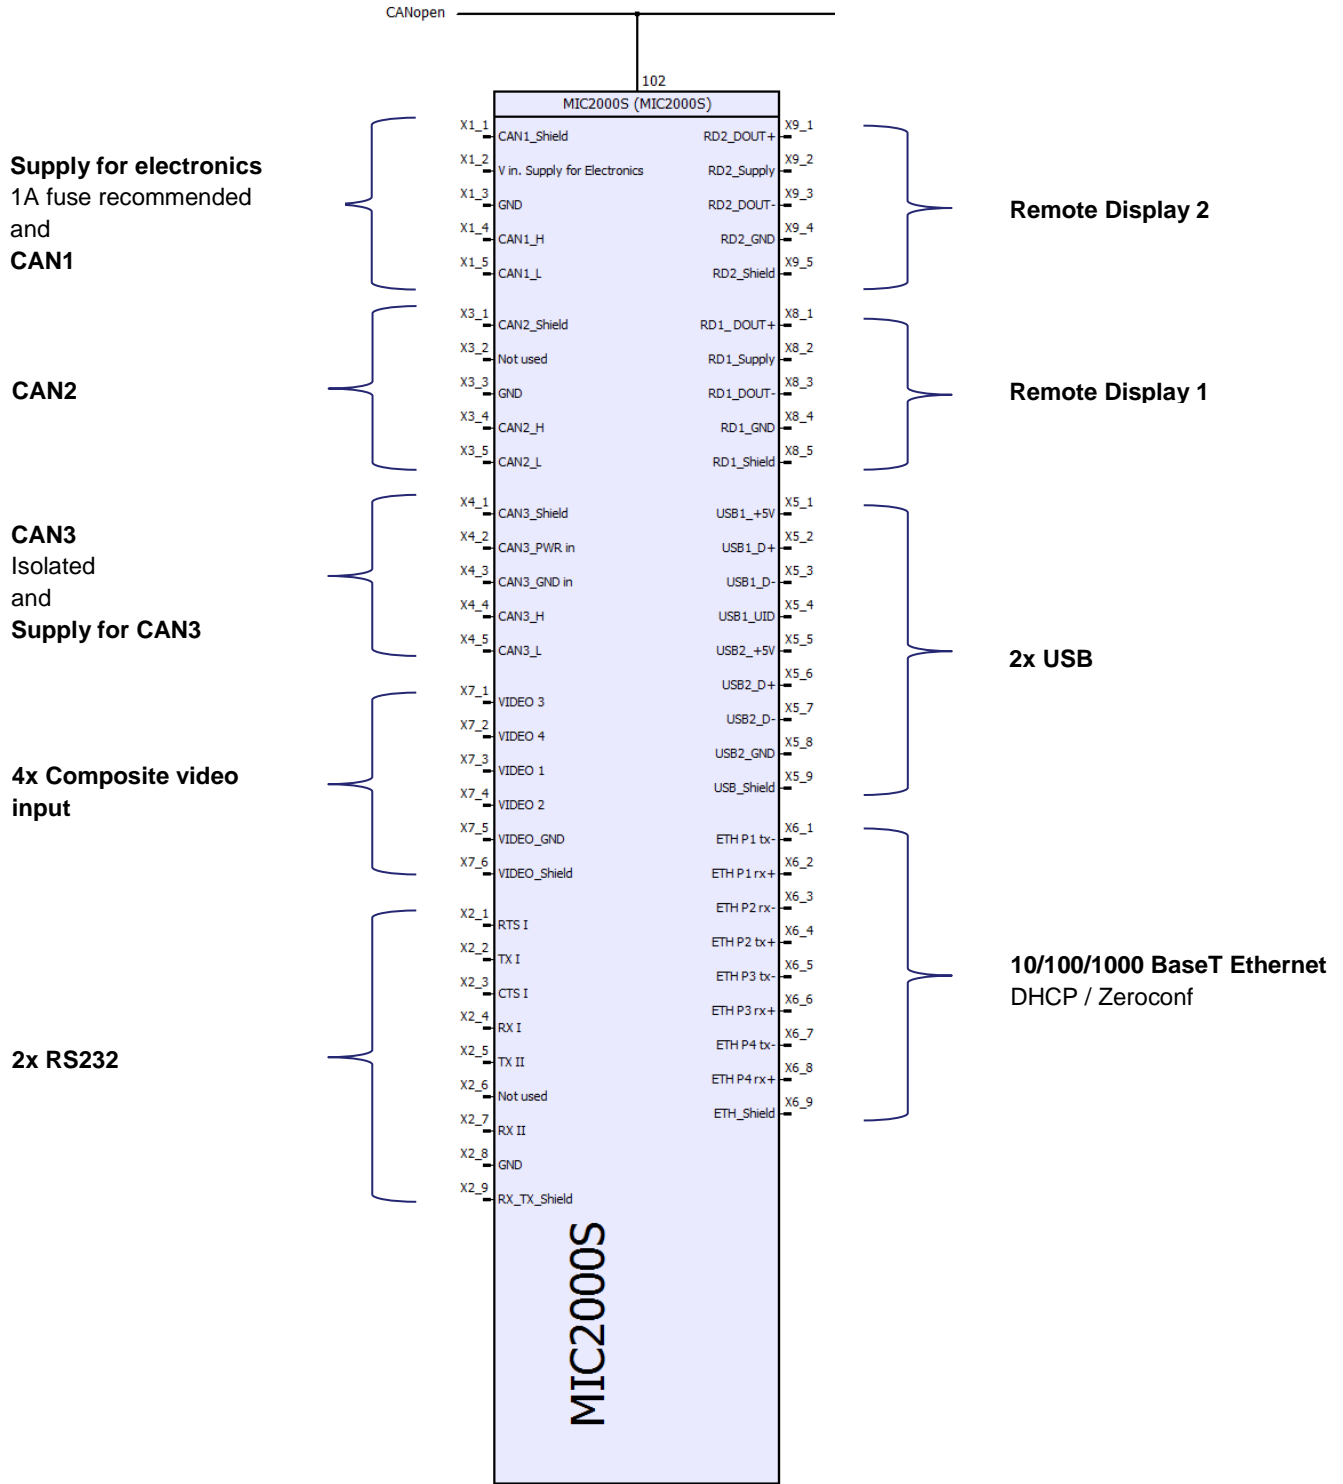 CANopen
102
MIC2000S (MIC2000S)
Supply for electronics
1A fuse recommended
and
CAN1
X1_1 CAN1_Shield
X1_2 V in. Supply for Electronics
X1_3 GND
X1_4 CAN1_H
X1_5 CAN1_L
CAN2
X3_1 CAN2_Shield
X3_2 Not used
X3_3 GND
X3_4 CAN2_H
X3_5 CAN2_L
CAN3
Isolated
and
Supply for CAN3
X4_1 CAN3_Shield
X4_2 CAN3_PWR in
X4_3 CAN3_GND in
X4_4 CAN3_H
X4_5 CAN3_L
4x Composite video
input
X7_1 VIDEO 3
X7_2 VIDEO 4
X7_3 VIDEO 1
X7_4 VIDEO 2
X7_5 VIDEO_GND
X7_6 VIDEO_Shield
2x RS232
X2_1 RTS I
X2_2 TX I
X2_3 CTS I
X2_4 RX I
X2_5 TX II
X2_6 Not used
X2_7 RX II
X2_8 GND
X2_9 RX_TX_Shield
RD2_DOUT+ X9_1
RD2_Supply X9_2
RD2_DOUT- X9_3
RD2_GND X9_4
RD2_Shield X9_5
Remote Display 2
RD1_ DOUT+ X8_1
RD1_Supply X8_2
RD1_DOUT- X8_3
RD1_GND X8_4
RD1_Shield X8_5
Remote Display 1
USB1_+5V X5_1
USB1_D+ X5_2
USB1_D- X5_3
USB1_UID X5_4
USB2_+5V X5_5
USB2_D+ X5_6
USB2_D- X5_7
USB2_GND X5_8
USB_Shield X5_9
2x USB
ETH P1 tx- X6_1
ETH P1 rx+ X6_2
ETH P2 rx- X6_3
ETH P2 tx+ X6_4
ETH P3 tx- X6_5
ETH P3 rx+ X6_6
ETH P4 tx- X6_7
ETH P4 rx+ X6_8
ETH_Shield X6_9
10/100/1000 BaseT Ethernet
DHCP / Zeroconf
MIC2000S